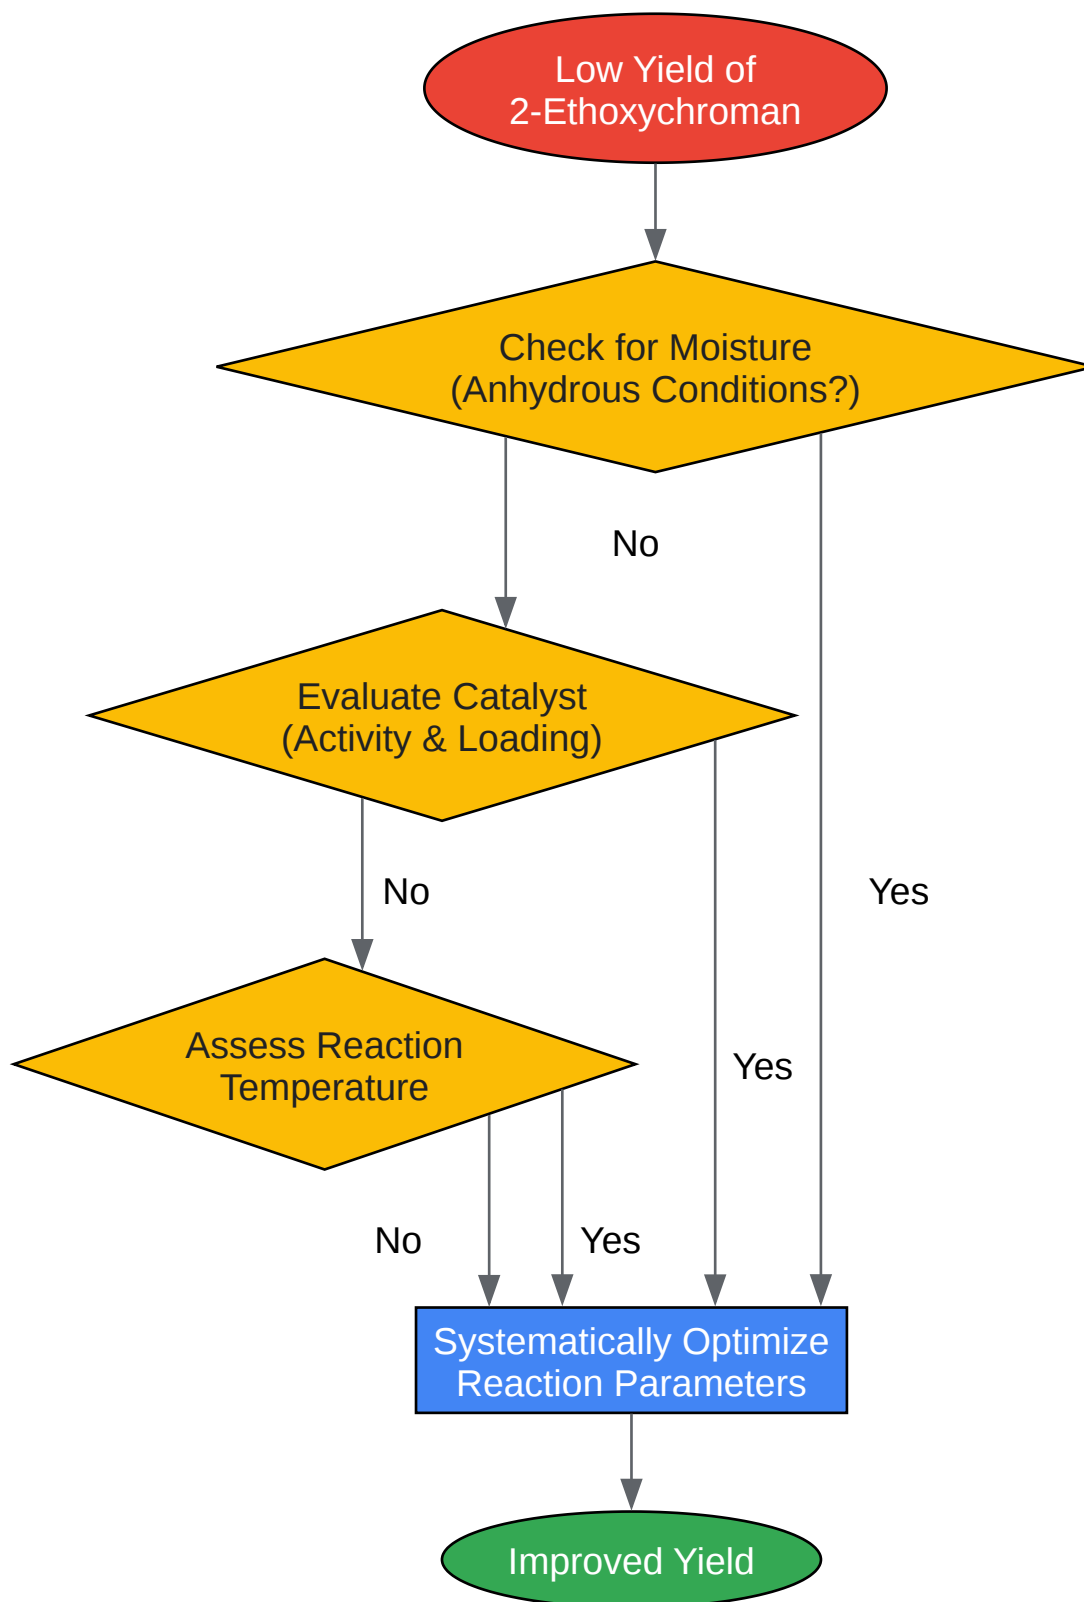 Low Yield of
2-Ethoxychroman
Check for Moisture
(Anhydrous Conditions?)
No
Evaluate Catalyst
(Activity & Loading)
No
Yes
Assess Reaction
Temperature
Yes
No
Yes
Systematically Optimize
Reaction Parameters
Improved Yield